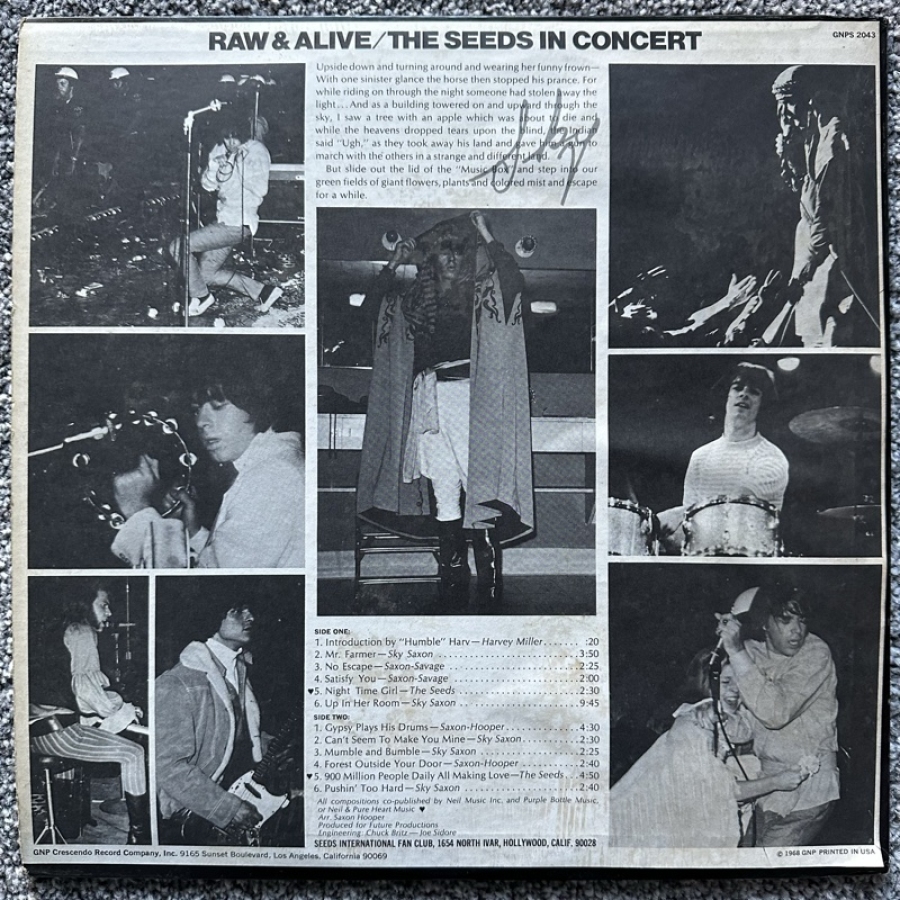 RAW & ALIVE/THE SEEDS IN CONCERT
GNPS 2043
Upside down and turning around and wearing her funny frown—
With one sinister glance the horse then stopped his prance. For
while riding on through the night someone had stolen away the
light... And as a building towered on and upward through the
sky, I saw a tree with an apple which was about to die and
while the heavens dropped tears upon the blind, the Indian
said "Ugh," as they took away his land and gave him a gun to
march with the others in a strange and different land.
But slide out the lid of the "Music Box" and step into our
green fields of giant flowers, plants and colored mist and escape
for a while.
SIDE ONE:
1. Introduction by "Humble" Harv—Harvey Miller....... :20
2. Mr. Farmer—Sky Saxon ........................ 3:50
3. No Escape—Saxon-Savage ...................... 2:25
4. Satisfy You—Saxon-Savage ..................... 2:00
♥5. Night Time Girl—The Seeds .................... 2:30
6. Up In Her Room—Sky Saxon .................... 9:45
SIDE TWO:
1. Gypsy Plays His Drums—Saxon-Hooper............ 4:30
2. Can't Seem To Make You Mine—Sky Saxon........ 2:30
3. Mumble and Bumble—Sky Saxon ................. 2:25
4. Forest Outside Your Door—Saxon-Hooper ......... 2:40
♥5. 900 Million People Daily All Making Love—The Seeds... 4:50
6. Pushin' Too Hard—Sky Saxon ................... 2:40
All compositions co-published by Neil Music Inc. and Purple Bottle Music,
or Neil & Pure Heart Music ♥
Arr. Saxon Hooper
Produced for Future Productions
Engineering: Chuck Britz — Joe Sidore
SEEDS INTERNATIONAL FAN CLUB, 1654 NORTH IVAR, HOLLYWOOD, CALIF. 90028
GNP Crescendo Record Company, Inc. 9165 Sunset Boulevard, Los Angeles, California 90069
© 1968 GNP PRINTED IN USA